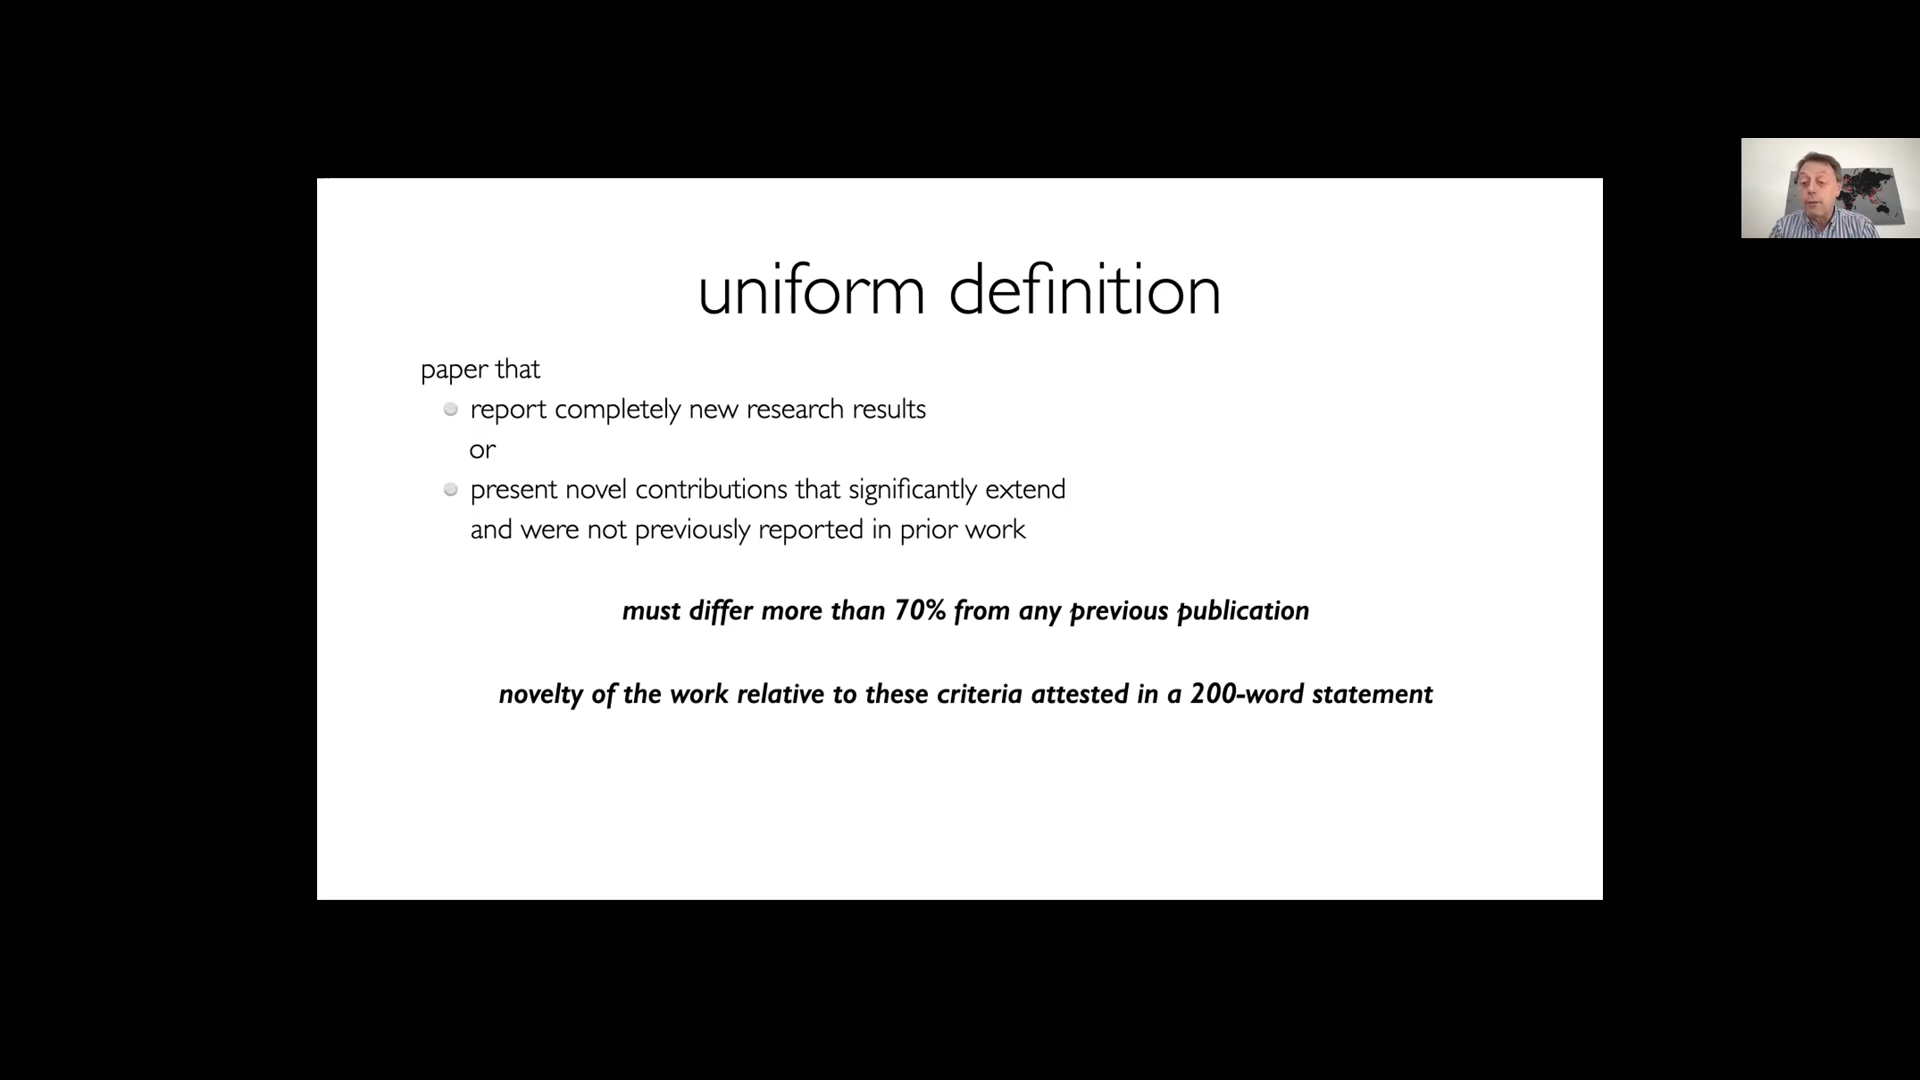 uniform definition
paper that
report completely new research results
or
present novel contributions that significantly extend
and were not previously reported in prior work
must differ more than 70% from any previous publication
novelty of the work relative to these criteria attested in a 200-word statement